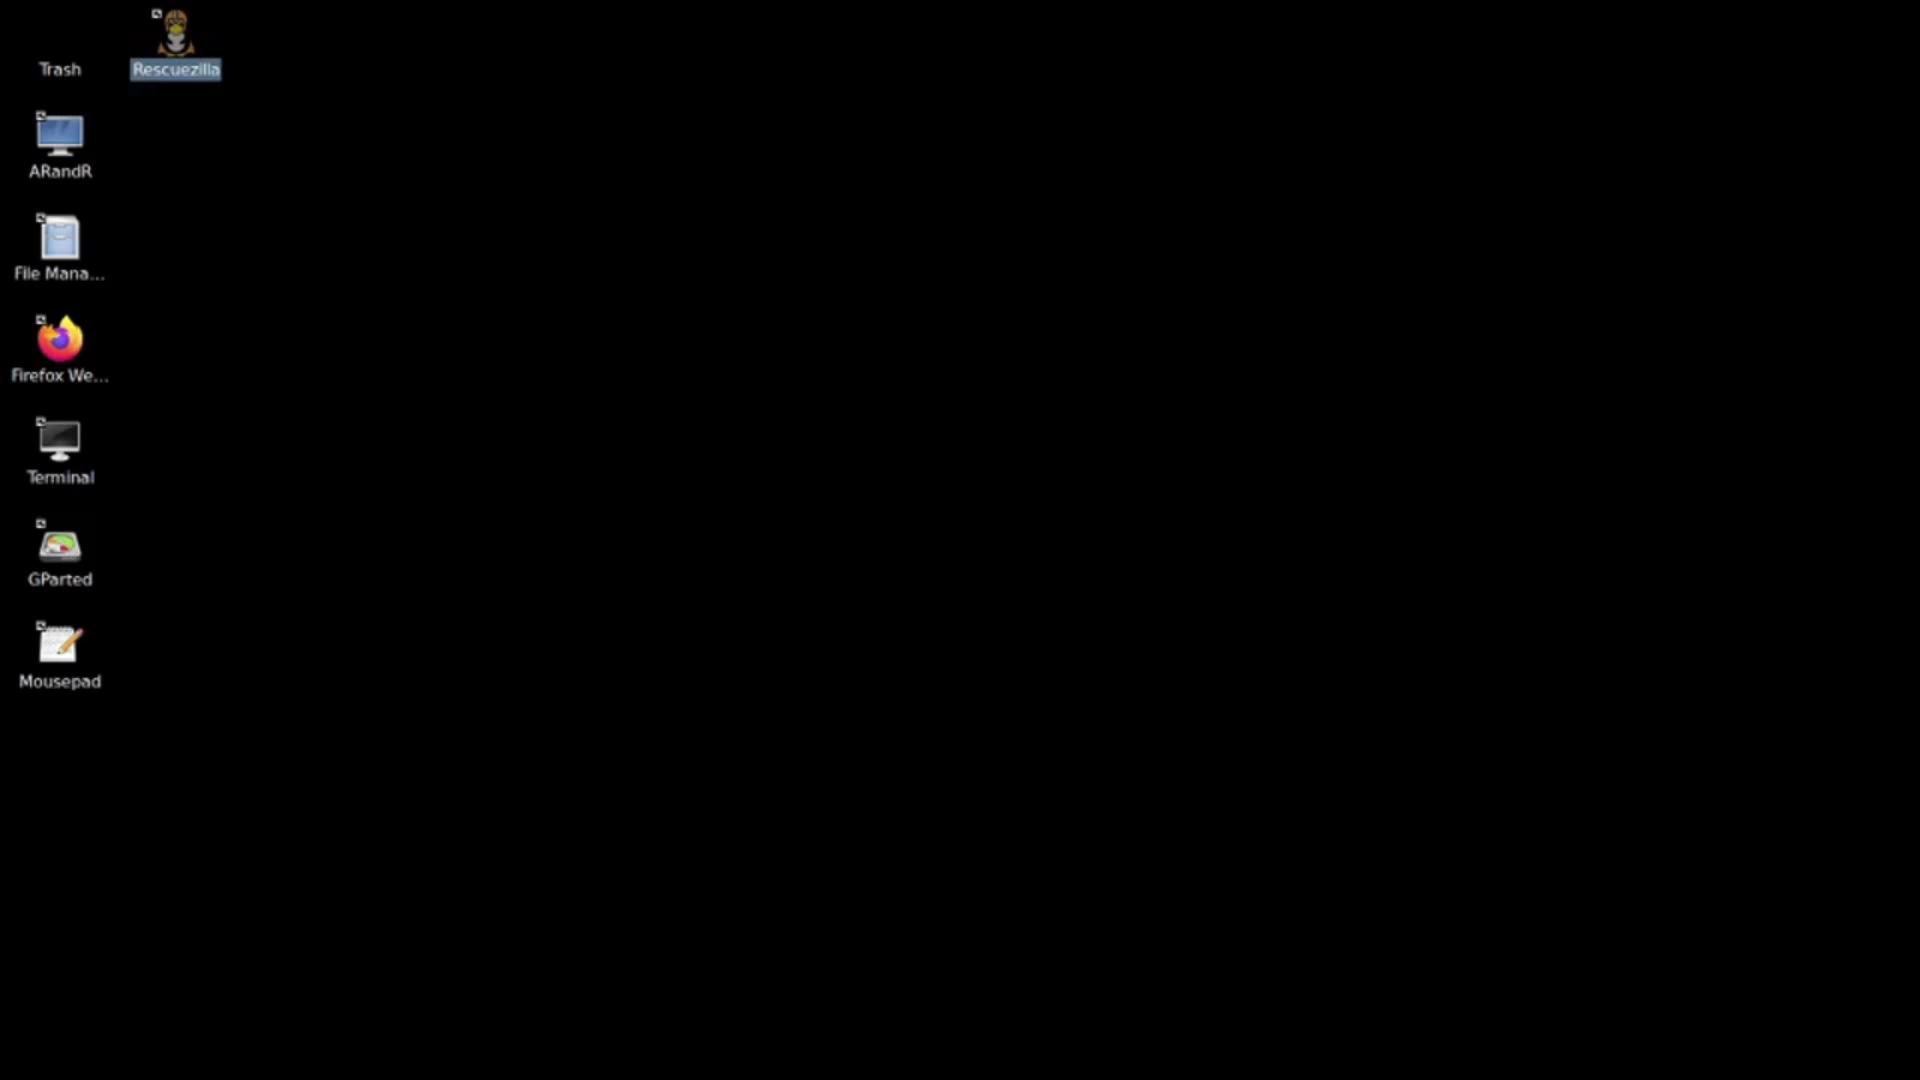 Trash
Rescuezilla
ARandR
File Mana...
Firefox We...
Terminal
GParted
Mousepad